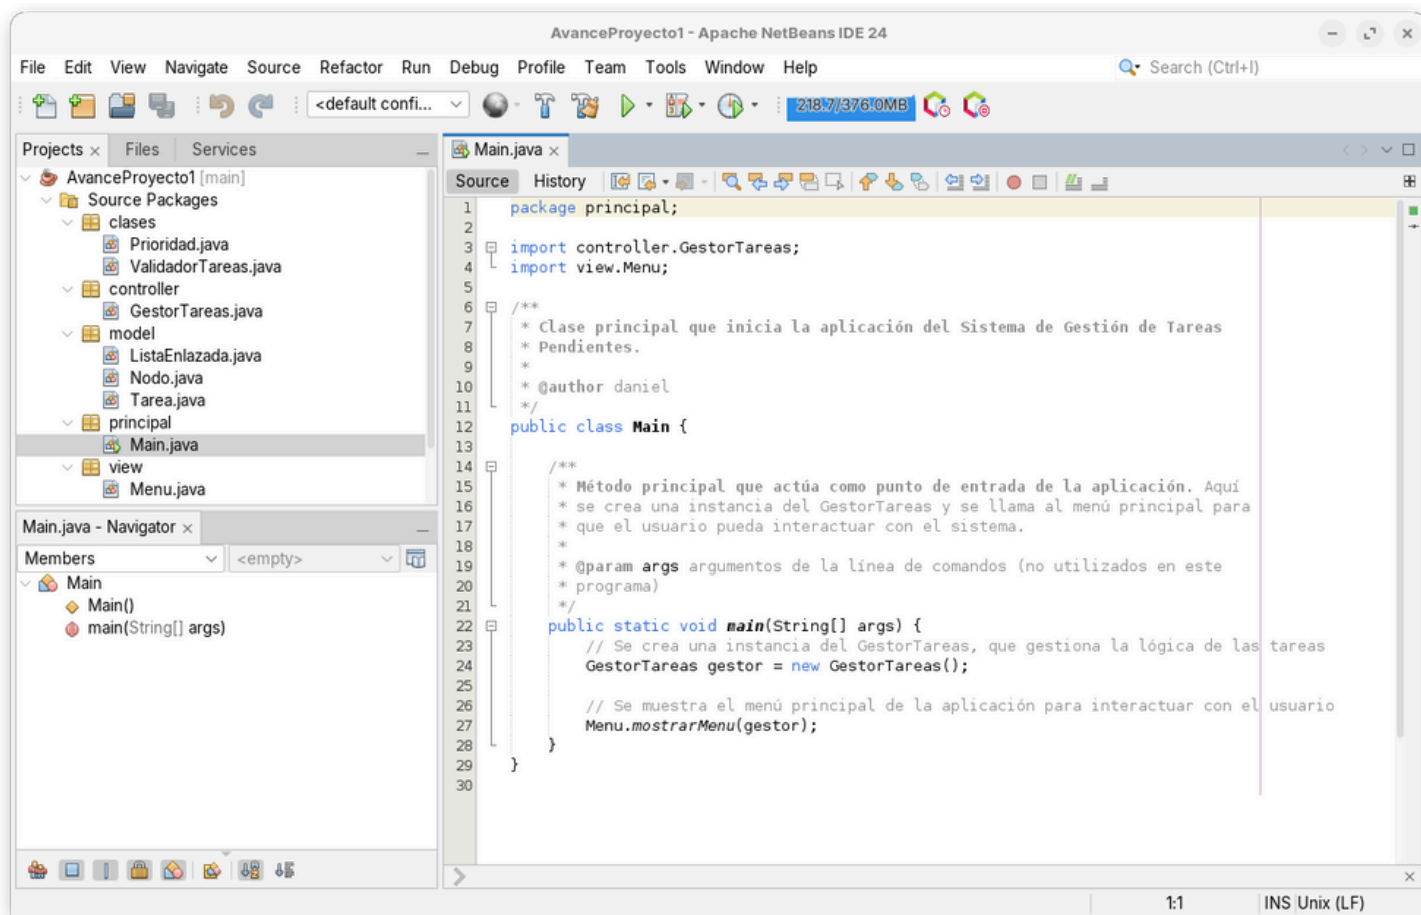 AvanceProyecto1 - Apache NetBeans IDE 24
File Edit View Navigate Source Refactor Run Debug Profile Team Tools Window Help
Search (Ctrl+I)
<default confi...
218.7/376.0MB
Projects Files Services
AvanceProyecto1 [main]
Source Packages
clases
Prioridad.java
ValidadorTareas.java
controller
GestorTareas.java
model
ListaEnlazada.java
Nodo.java
Tarea.java
principal
Main.java
view
Menu.java
Main.java - Navigator
Members <empty>
Main
Main()
main(String[] args)
Main.java
Source History
1 package principal;
2
3 import controller.GestorTareas;
4 import view.Menu;
5
6 /**
7 * Clase principal que inicia la aplicación del Sistema de Gestión de Tareas
8 * Pendientes.
9 *
10 * @author daniel
11 */
12 public class Main {
13
14 /**
15 * Método principal que actúa como punto de entrada de la aplicación. Aquí
16 * se crea una instancia del GestorTareas y se llama al menú principal para
17 * que el usuario pueda interactuar con el sistema.
18 *
19 * @param args argumentos de la línea de comandos (no utilizados en este
20 * programa)
21 */
22 public static void main(String[] args) {
23 // Se crea una instancia del GestorTareas, que gestiona la lógica de las tareas
24 GestorTareas gestor = new GestorTareas();
25
26 // Se muestra el menú principal de la aplicación para interactuar con el usuario
27 Menu.mostrarMenu(gestor);
28 }
29 }
30
1:1 INS Unix (LF)